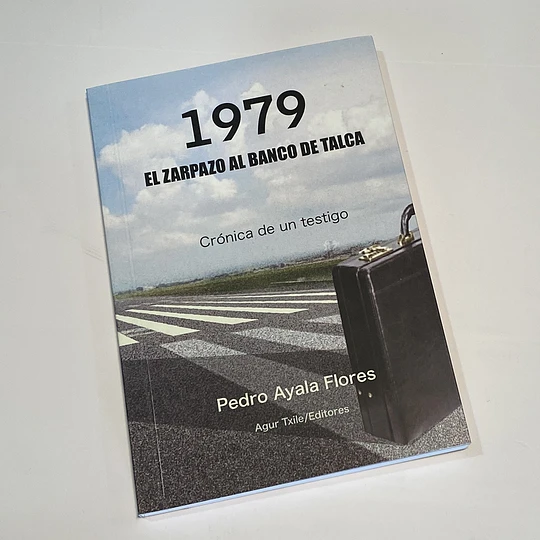 1979
EL ZARPAZO AL BANCO DE TALCA
Crónica de un testigo
Pedro Ayala Flores
Agur Txile/Editores